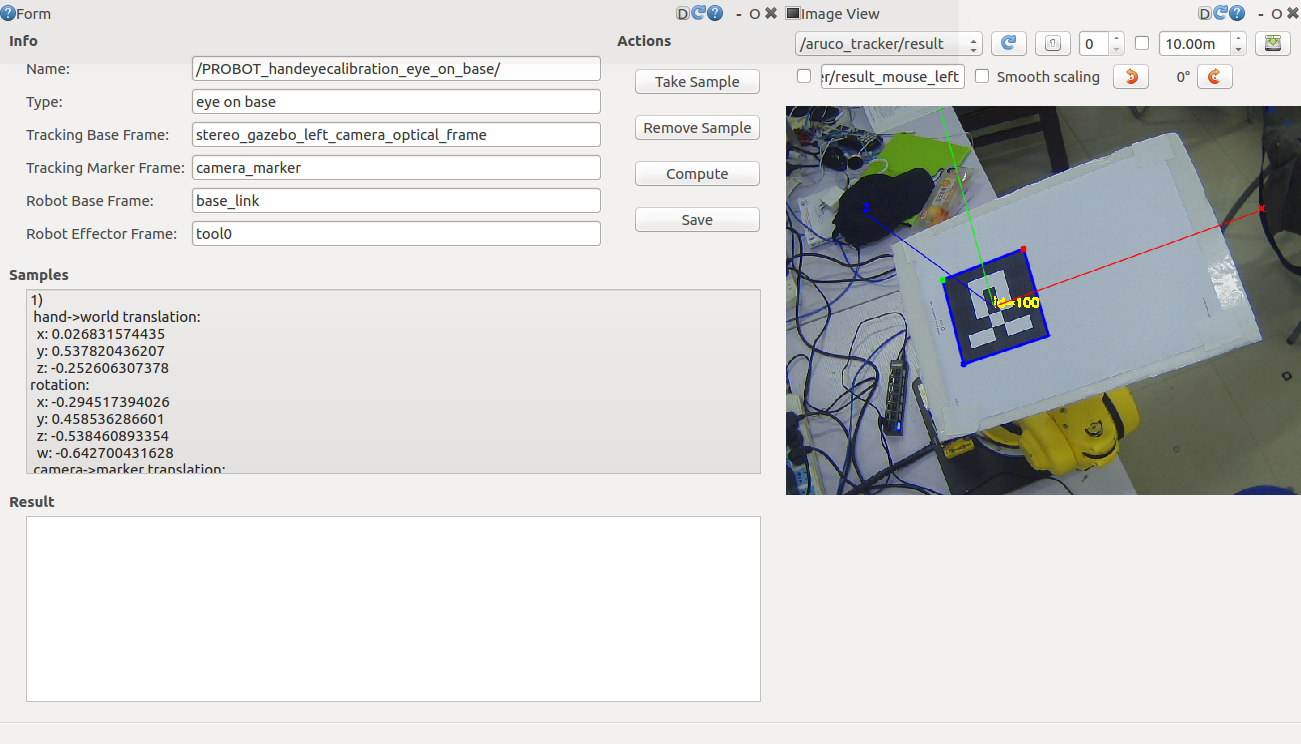 Form
Info
Name: /PROBOT_handeyecalibration_eye_on_base/
Type: eye on base
Tracking Base Frame: stereo_gazebo_left_camera_optical_frame
Tracking Marker Frame: camera_marker
Robot Base Frame: base_link
Robot Effector Frame: tool0
Actions
Take Sample
Remove Sample
Compute
Save
Samples
1)
hand->world translation:
x: 0.026831574435
y: 0.537820436207
z: -0.252606307378
rotation:
x: -0.294517394026
y: 0.458536286601
z: -0.538460893354
w: -0.642700431628
camera->marker translation:
Result
D - O
Image View
D - O
/aruco_tracker/result 0 10.00m
er/result_mouse_left Smooth scaling 0°
Z
id=100